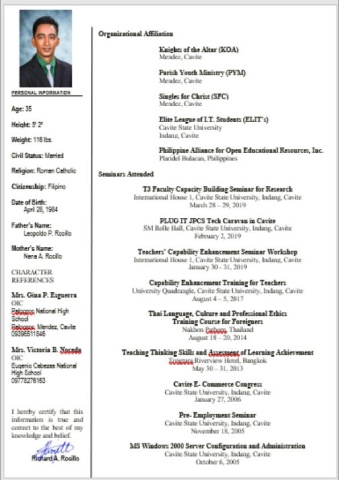 PERSONAL INFORMATION
Age: 35
Height: 5' 2"
Weight: 118 lbs.
Civil Status: Married
Religion: Roman Catholic
Citizenship: Filipino
Date of Birth:
April 28, 1984
Father's Name:
Leopoldo P. Rocillo
Mother's Name:
Nena A. Rocillo
CHARACTER
REFERENCES
Mrs. Gina P. Esguerra
OIC
National High
School
Mendez, Cavite
Mrs. Victoria B.
OIC
Eugenio Cabezas National
High School
09778276163
I hereby certify that this
information is true and
correct to the best of my
knowledge and belief.
Richard A. Rocillo
Organizational Affiliation
Knights of the Altar (KOA)
Mendez, Cavite
Parish Youth Ministry (PYM)
Mendez, Cavite
Singles for Christ (SFC)
Mendez, Cavite
Elite League of I.T. Students (ELIT's)
Cavite State University
Indang, Cavite
Philippine Alliance for Open Educational Resources, Inc.
Plaridel Bulacan, Philippines
Seminars Attended
T3 Faculty Capacity Building Seminar for Research
International House 1, Cavite State University, Indang, Cavite
March 28 – 29, 2019
PLUG IT JPCS Tech Caravan in Cavite
SM Rolle Hall, Cavite State University, Indang, Cavite
February 2, 2019
Teachers' Capability Enhancement Seminar Workshop
International House 1, Cavite State University, Indang, Cavite
January 30 - 31, 2019
Capability Enhancement Training for Teachers
University Quadrangle, Cavite State University, Indang, Cavite
August 4 – 5, 2017
Thai Language, Culture and Professional Ethics
Training Course for Foreigners
Nakhon Pathom, Thailand
August 18 - 20, 2014
Teaching Thinking Skills and Assesment of Learning Achievement
Riverview Hotel, Bangkok
May 30 – 31, 2013
Cavite E- Commerce Congress
Cavite State University, Indang, Cavite
January 27, 2006
Pre- Employment Seminar
Cavite State University, Indang, Cavite
November 18, 2005
MS Windows 2000 Server Configuration and Administration
Cavite State University, Indang, Cavite
October 6, 2005